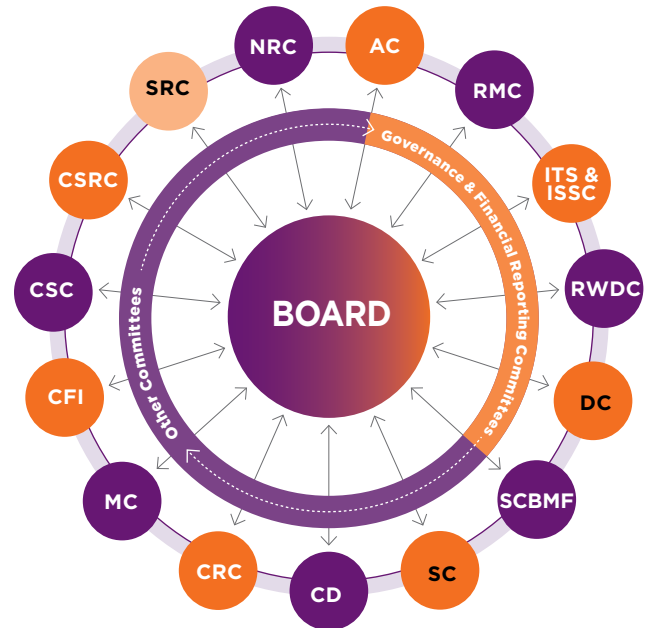 NRC
AC
RMC
ITS &
ISSC
RWDC
DC
SCBMF
SC
CD
CRC
MC
CFI
CSC
CSRC
SRC
Governance & Financial Reporting Committees
Other Committees
BOARD